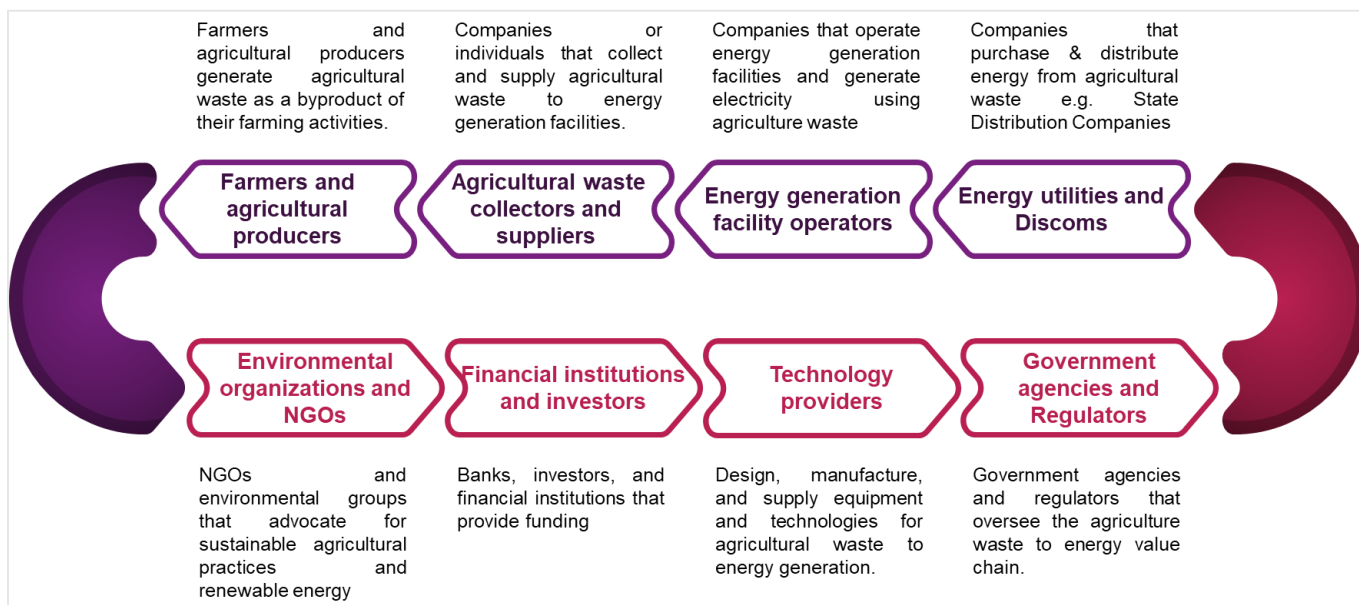 Farmers and
agricultural producers
generate agricultural
waste as a byproduct of
their farming activities.
Companies or
individuals that collect
and supply agricultural
waste to energy
generation facilities.
Companies that operate
energy generation
facilities and generate
electricity using
agriculture waste
Companies that
purchase & distribute
energy from agricultural
waste e.g. State
Distribution Companies
Farmers and
agricultural
producers
Agricultural waste
collectors and
suppliers
Energy generation
facility operators
Energy utilities and
Discoms
Environmental
organizations and
NGOs
Financial institutions
and investors
Technology
providers
Government
agencies and
Regulators
NGOs and
environmental groups
that advocate for
sustainable agricultural
practices and
renewable energy
Banks, investors, and
financial institutions that
provide funding
Design, manufacture,
and supply equipment
and technologies for
agricultural waste to
energy generation.
Government agencies
and regulators that
oversee the agriculture
waste to energy value
chain.